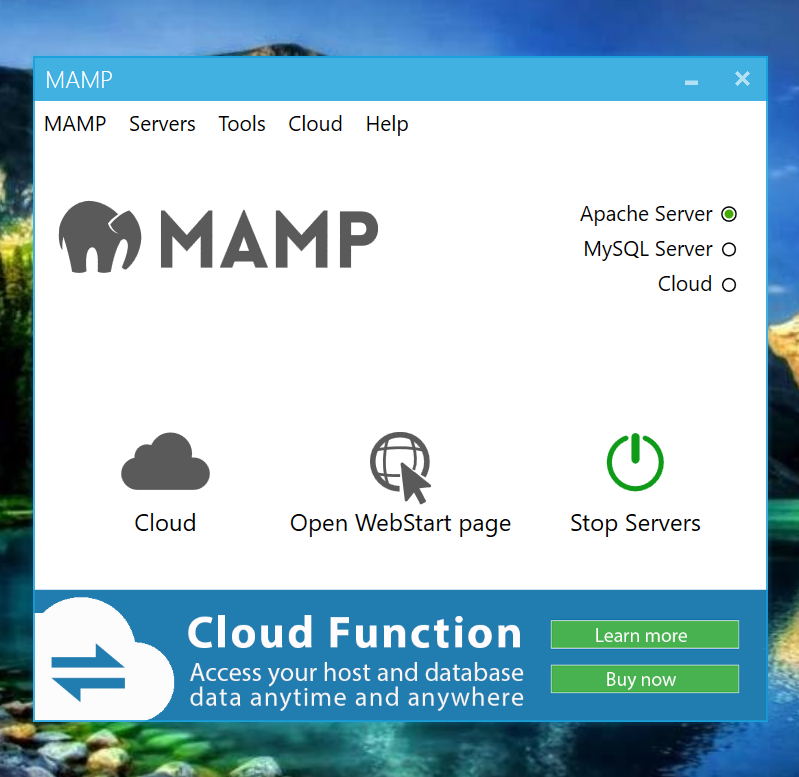 MAMP
MAMP Servers Tools Cloud Help
MAMP
Apache Server
MySQL Server
Cloud
Cloud
Open WebStart page
Stop Servers
Cloud Function
Access your host and database
data anytime and anywhere
Learn more
Buy now